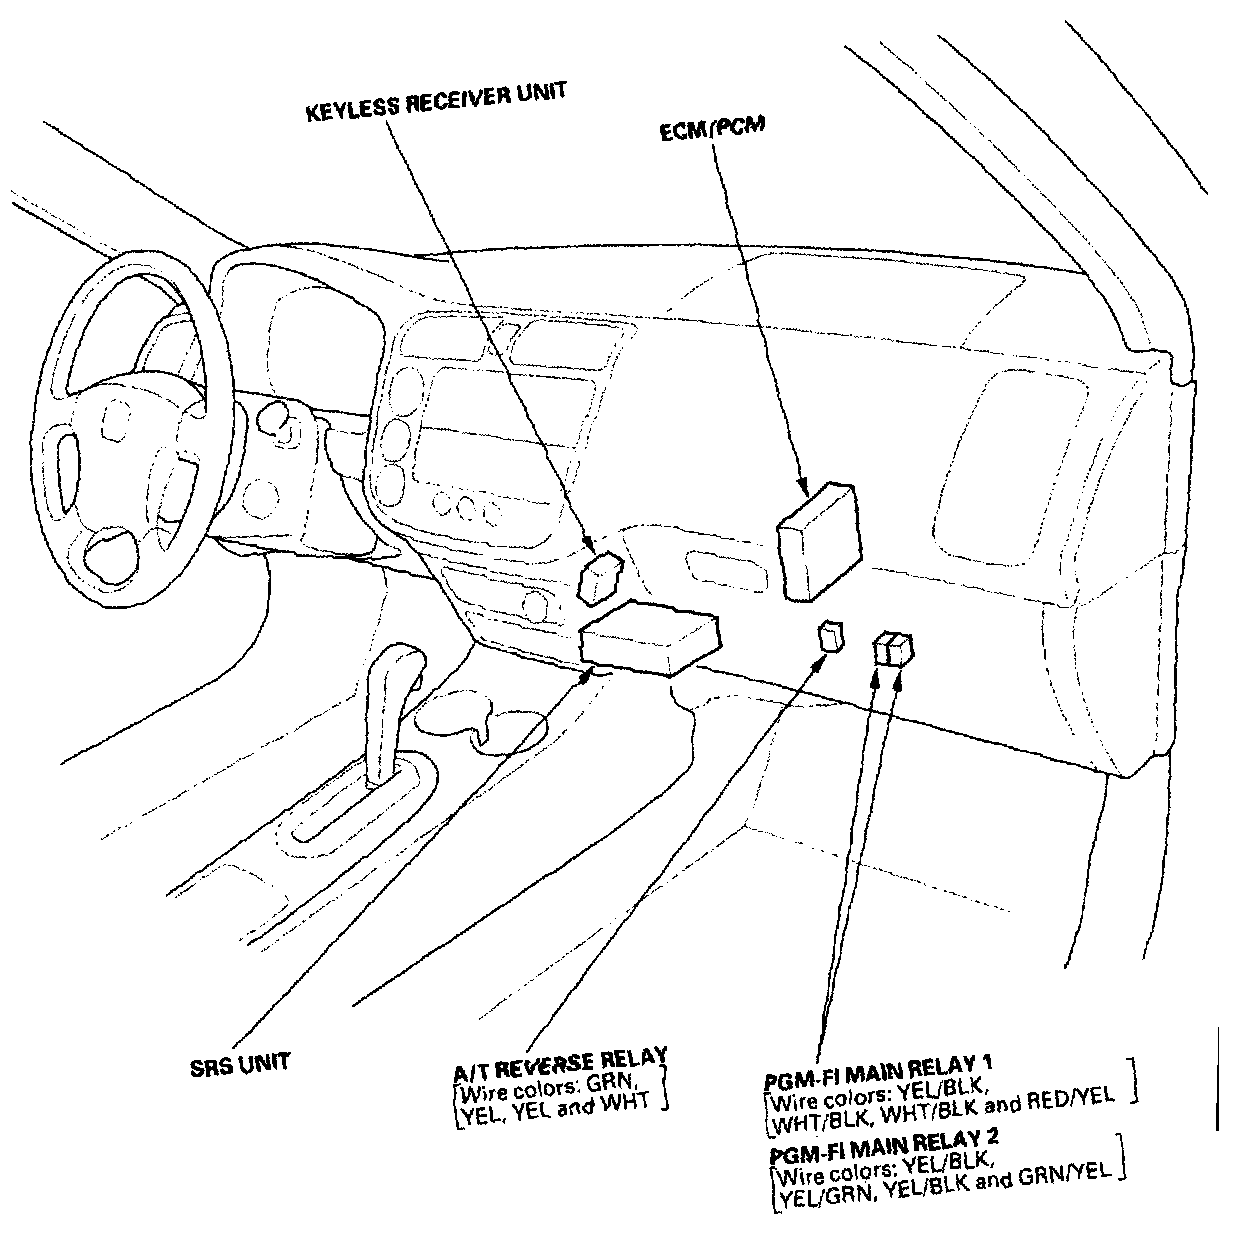 KEYLESS RECEIVER UNIT
ECM/PCM
SRS UNIT
A/T REVERSE RELAY
[Wire colors: GRN,
YEL, YEL and WHT]
PGM-FI MAIN RELAY 1
[Wire colors: YEL/BLK,
WHT/BLK, WHT/BLK and RED/YEL]
PGM-FI MAIN RELAY 2
[Wire colors: YEL/BLK,
YEL/GRN, YEL/BLK and GRN/YEL]